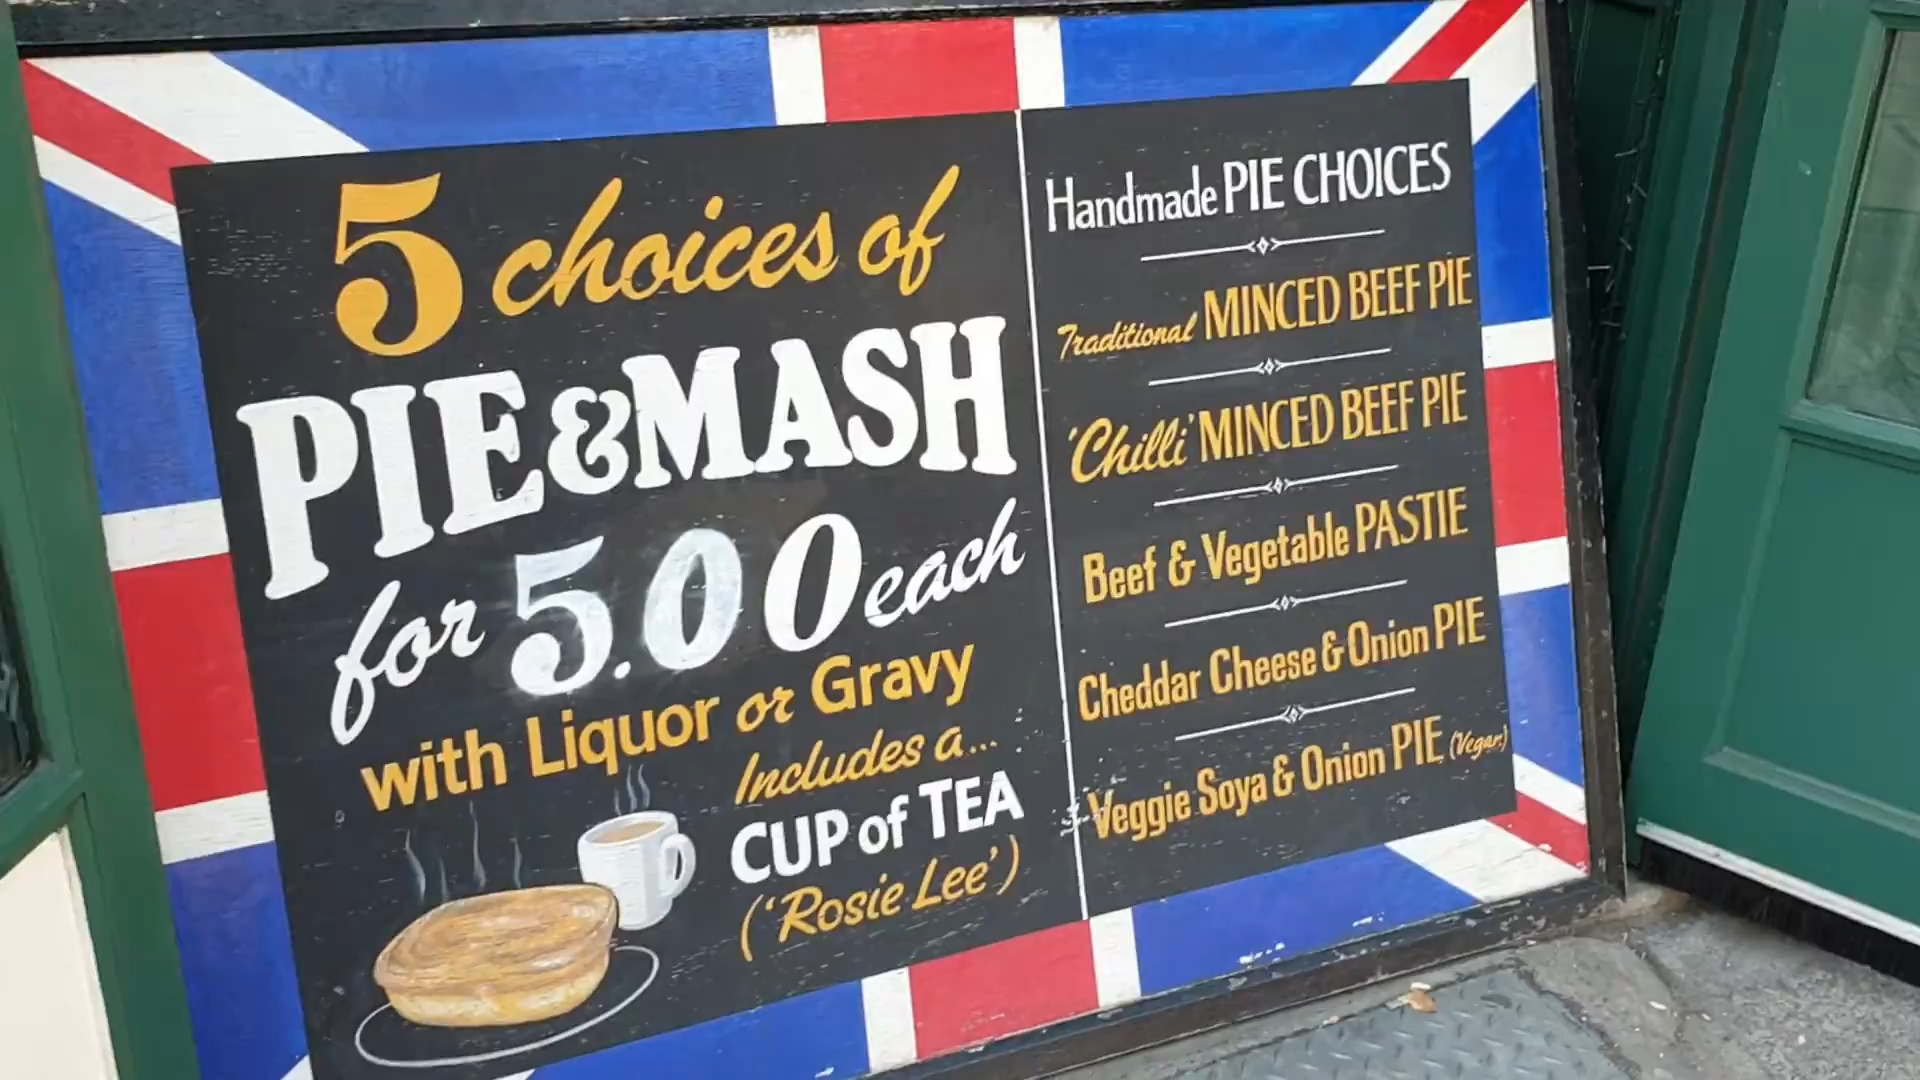 5 choices of
PIE & MASH
for 5.00 each
with Liquor or Gravy
Includes a...
CUP of TEA
('Rosie Lee')
Handmade PIE CHOICES
Traditional MINCED BEEF PIE
'Chilli' MINCED BEEF PIE
Beef & Vegetable PASTIE
Cheddar Cheese & Onion PIE
Veggie Soya & Onion PIE (Vegan)